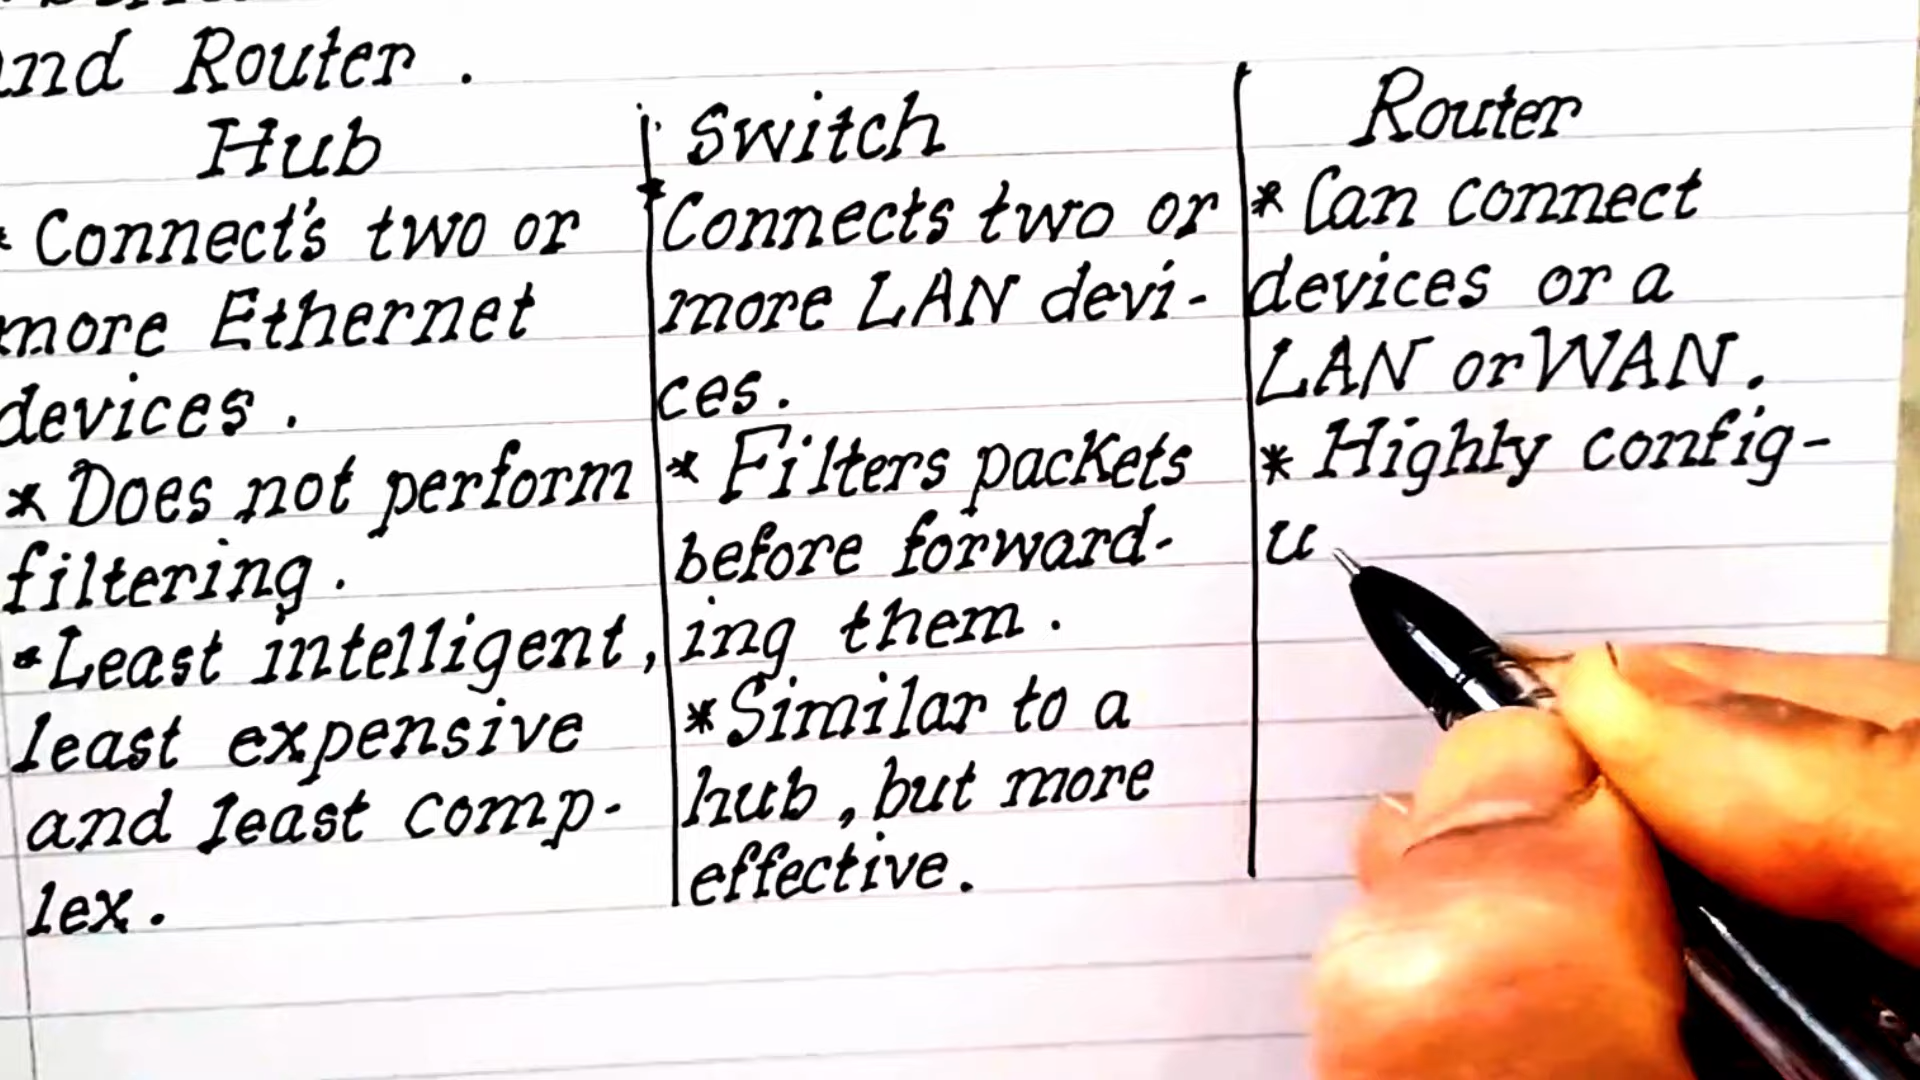 and Router.
Hub
* Connect's two or
more Ethernet
devices.
* Does not perform
filtering.
* Least intelligent,
least expensive
and least comp-
lex.
Switch
* Connects two or
more LAN devi-
ces.
* Filters packets
before forward-
ing them.
* Similar to a
hub, but more
effective.
Router
* Can connect
devices or a
LAN or WAN.
* Highly config-
u